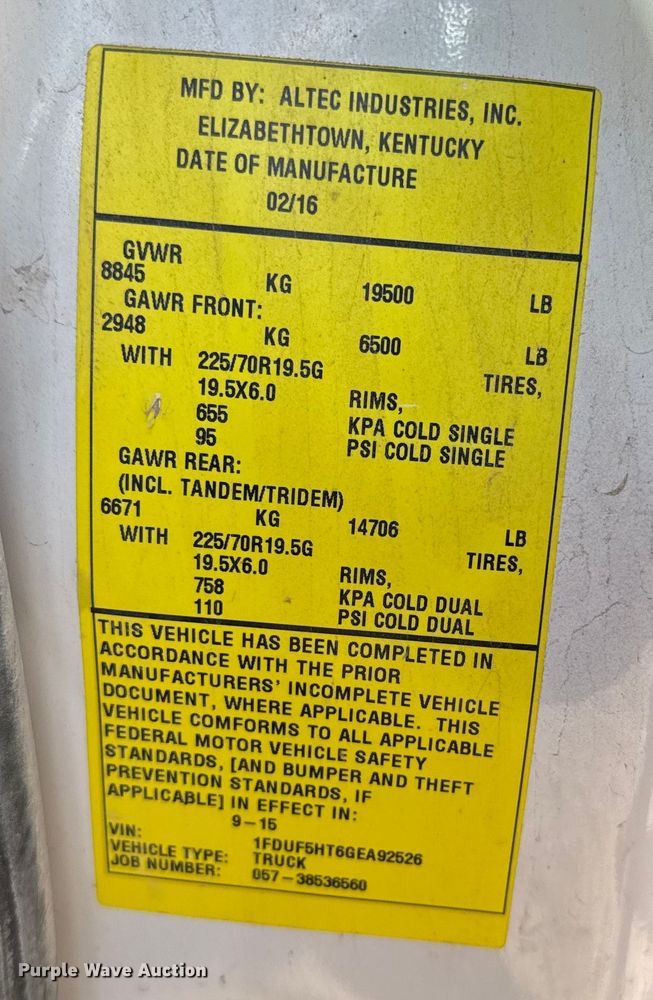 MFD BY: ALTEC INDUSTRIES, INC.
ELIZABETHTOWN, KENTUCKY
DATE OF MANUFACTURE
02/16
GVWR
8845 KG 19500 LB
GAWR FRONT:
2948 KG 6500 LB
WITH 225/70R19.5G TIRES,
19.5X6.0 RIMS,
655 KPA COLD SINGLE
95 PSI COLD SINGLE
GAWR REAR:
(INCL. TANDEM/TRIDEM)
6671 KG 14706 LB
WITH 225/70R19.5G TIRES,
19.5X6.0 RIMS,
758 KPA COLD DUAL
110 PSI COLD DUAL
THIS VEHICLE HAS BEEN COMPLETED IN
ACCORDANCE WITH THE PRIOR
MANUFACTURERS' INCOMPLETE VEHICLE
DOCUMENT, WHERE APPLICABLE. THIS
VEHICLE COMFORMS TO ALL APPLICABLE
FEDERAL MOTOR VEHICLE SAFETY
STANDARDS, [AND BUMPER AND THEFT
PREVENTION STANDARDS, IF
APPLICABLE] IN EFFECT IN:
9-15
VIN: 1FDUF5HT6GEA92526
VEHICLE TYPE: TRUCK
JOB NUMBER: 057-38536560
Purple Wave Auction